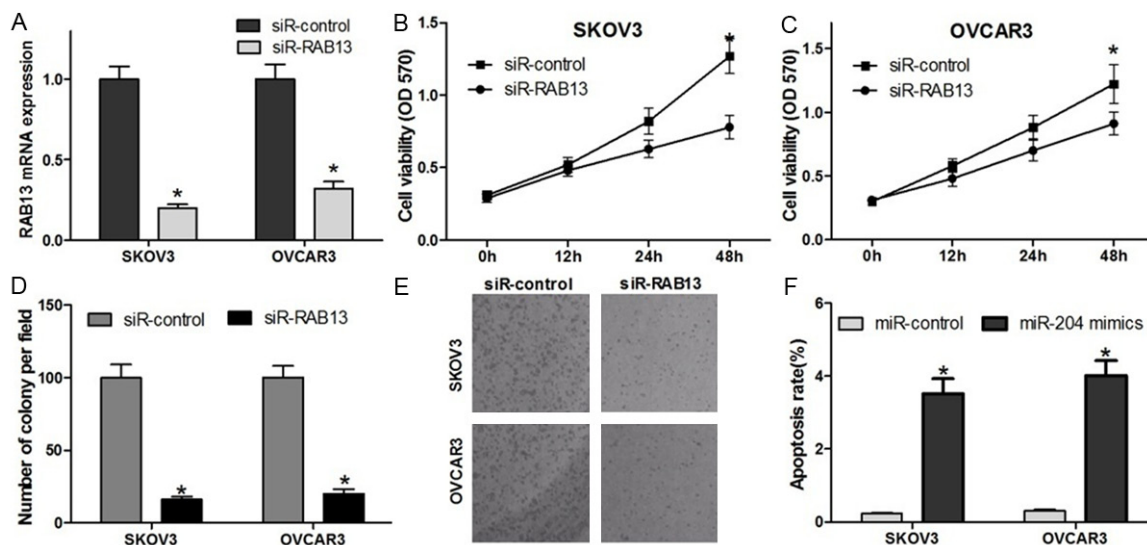 A
siR-control
siR-RAB13
RAB13 mRNA expression
1.0
0.5
0.0
*
*
SKOV3
OVCAR3
B
SKOV3
siR-control
siR-RAB13
Cell viability (OD 570)
1.5
1.0
0.5
0.0
*
0h
12h
24h
48h
C
OVCAR3
siR-control
siR-RAB13
Cell viability (OD 570)
1.5
1.0
0.5
0.0
*
0h
12h
24h
48h
D
siR-control
siR-RAB13
Number of colony per field
150
100
50
0
*
*
SKOV3
OVCAR3
E
siR-control
siR-RAB13
SKOV3
OVCAR3
F
miR-control
miR-204 mimics
Apoptosis rate(%)
6
4
2
0
*
*
SKOV3
OVCAR3